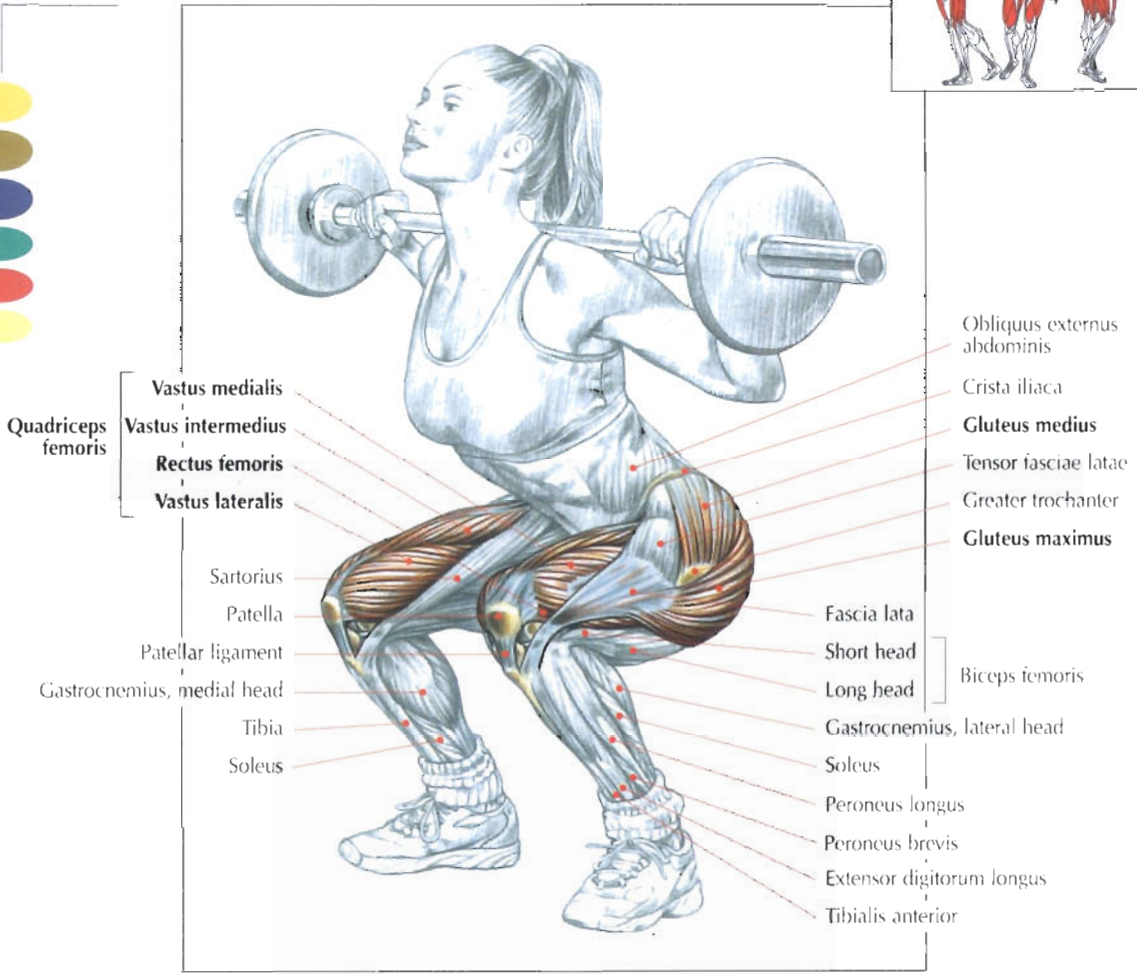 Vastus medialis
Quadriceps
femoris
Vastus intermedius
Rectus femoris
Vastus lateralis
Sartorius
Patella
Patellar ligament
Gastrocnemius, medial head
Tibia
Soleus
Obliquus externus
abdominis
Crista iliaca
Gluteus medius
Tensor fasciae latae
Greater trochanter
Gluteus maximus
Fascia lata
Short head
Biceps femoris
Long head
Gastrocnemius, lateral head
Soleus
Peroneus longus
Peroneus brevis
Extensor digitorum longus
Tibialis anterior